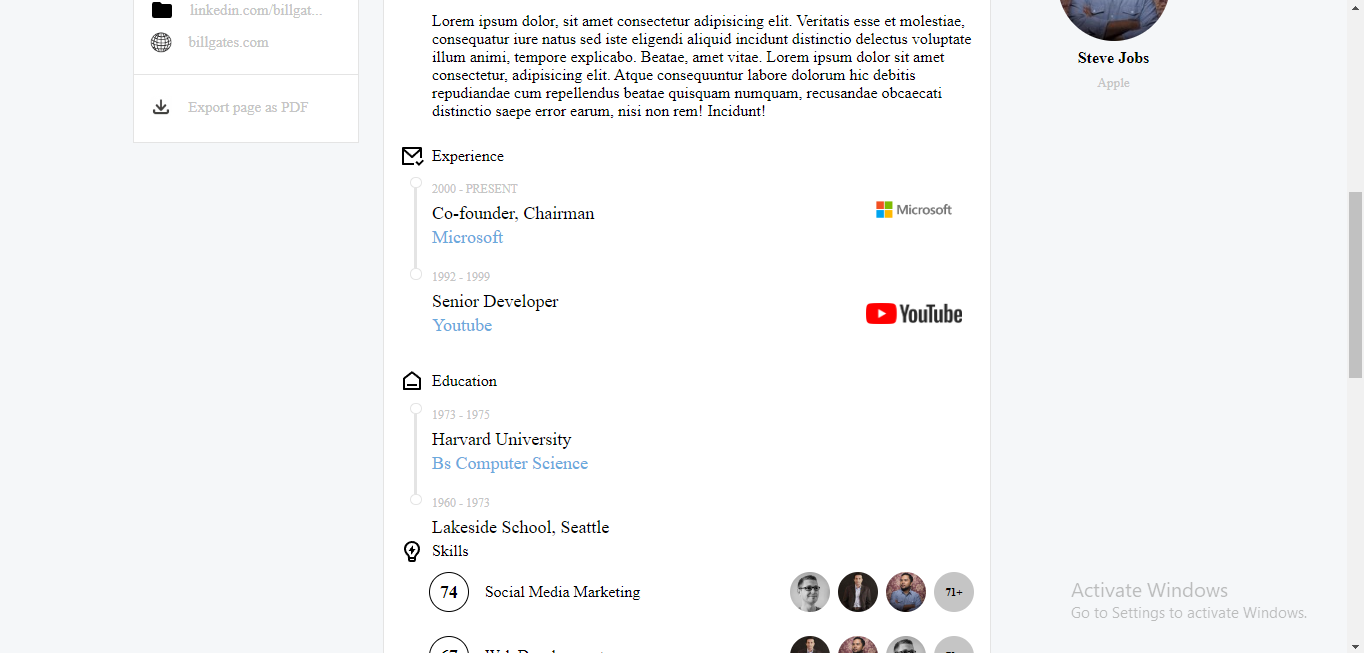 linkedin.com/billgat...
billgates.com
Export page as PDF
Lorem ipsum dolor, sit amet consectetur adipisicing elit. Veritatis esse et molestiae,
consequatur iure natus sed iste eligendi aliquid incidunt distinctio delectus voluptate
illum animi, tempore explicabo. Beatae, amet vitae. Lorem ipsum dolor sit amet
consectetur, adipisicing elit. Atque consequuntur labore dolorum hic debitis
repudiandae cum repellendus beatae quisquam numquam, recusandae obcaecati
distinctio saepe error earum, nisi non rem! Incidunt!
Experience
2000 - PRESENT
Co-founder, Chairman
Microsoft
Microsoft
1992 - 1999
Senior Developer
Youtube
YouTube
Education
1973 - 1975
Harvard University
Bs Computer Science
1960 - 1973
Lakeside School, Seattle
Skills
74 Social Media Marketing 71+
Steve Jobs
Apple
Activate Windows
Go to Settings to activate Windows.